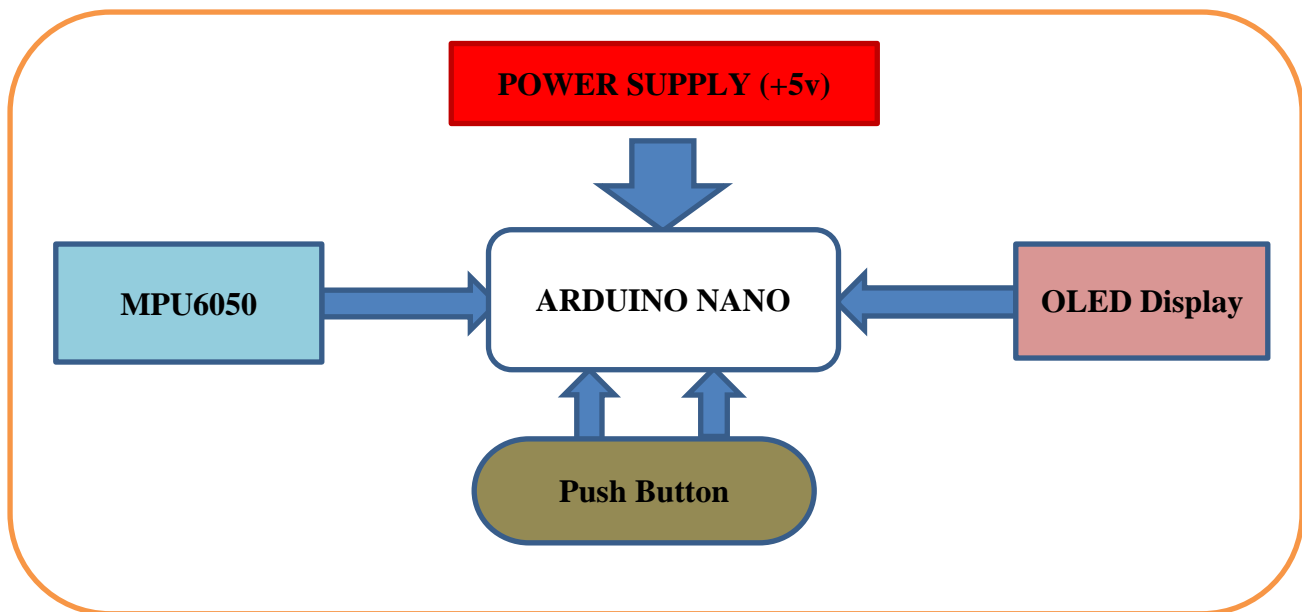 POWER SUPPLY (+5v)
MPU6050
ARDUINO NANO
OLED Display
Push Button